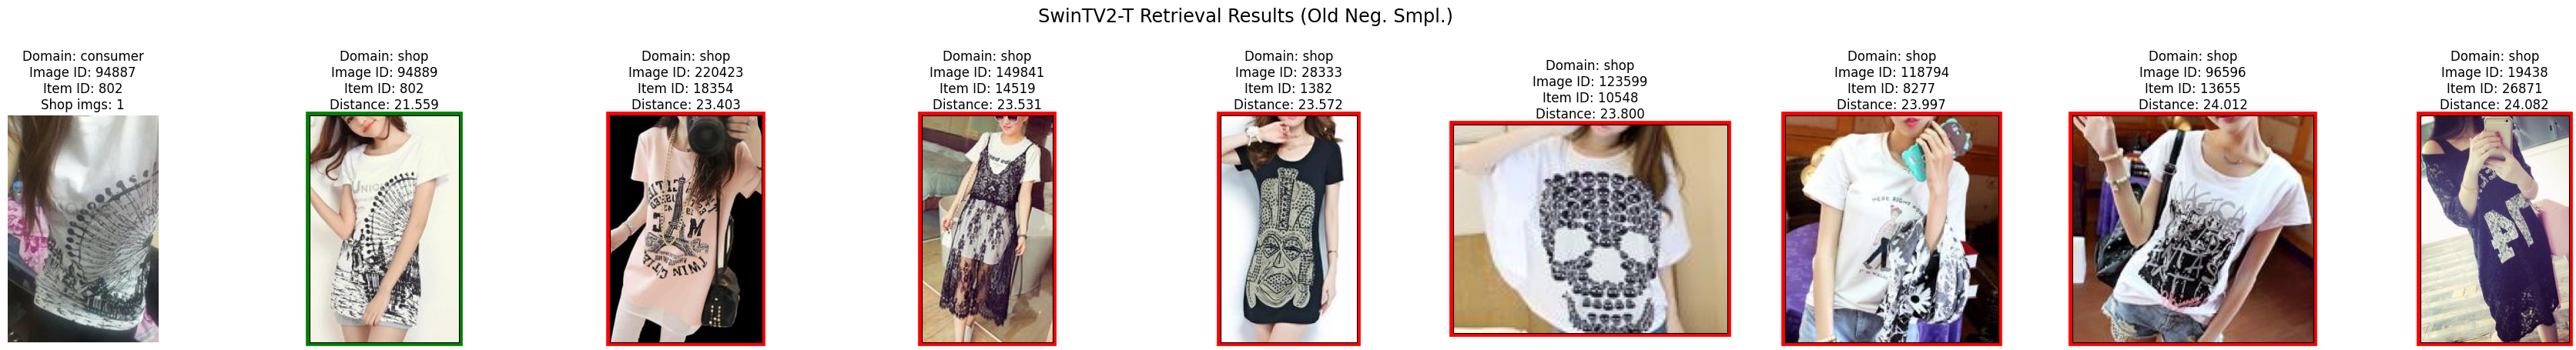 SwinTV2-T Retrieval Results (Old Neg. Smpl.)
Domain: consumer
Image ID: 94887
Item ID: 802
Shop imgs: 1
Domain: shop
Image ID: 94889
Item ID: 802
Distance: 21.559
Domain: shop
Image ID: 220423
Item ID: 18354
Distance: 23.403
Domain: shop
Image ID: 149841
Item ID: 14519
Distance: 23.531
Domain: shop
Image ID: 28333
Item ID: 1382
Distance: 23.572
Domain: shop
Image ID: 123599
Item ID: 10548
Distance: 23.800
Domain: shop
Image ID: 118794
Item ID: 8277
Distance: 23.997
Domain: shop
Image ID: 96596
Item ID: 13655
Distance: 24.012
Domain: shop
Image ID: 19438
Item ID: 26871
Distance: 24.082